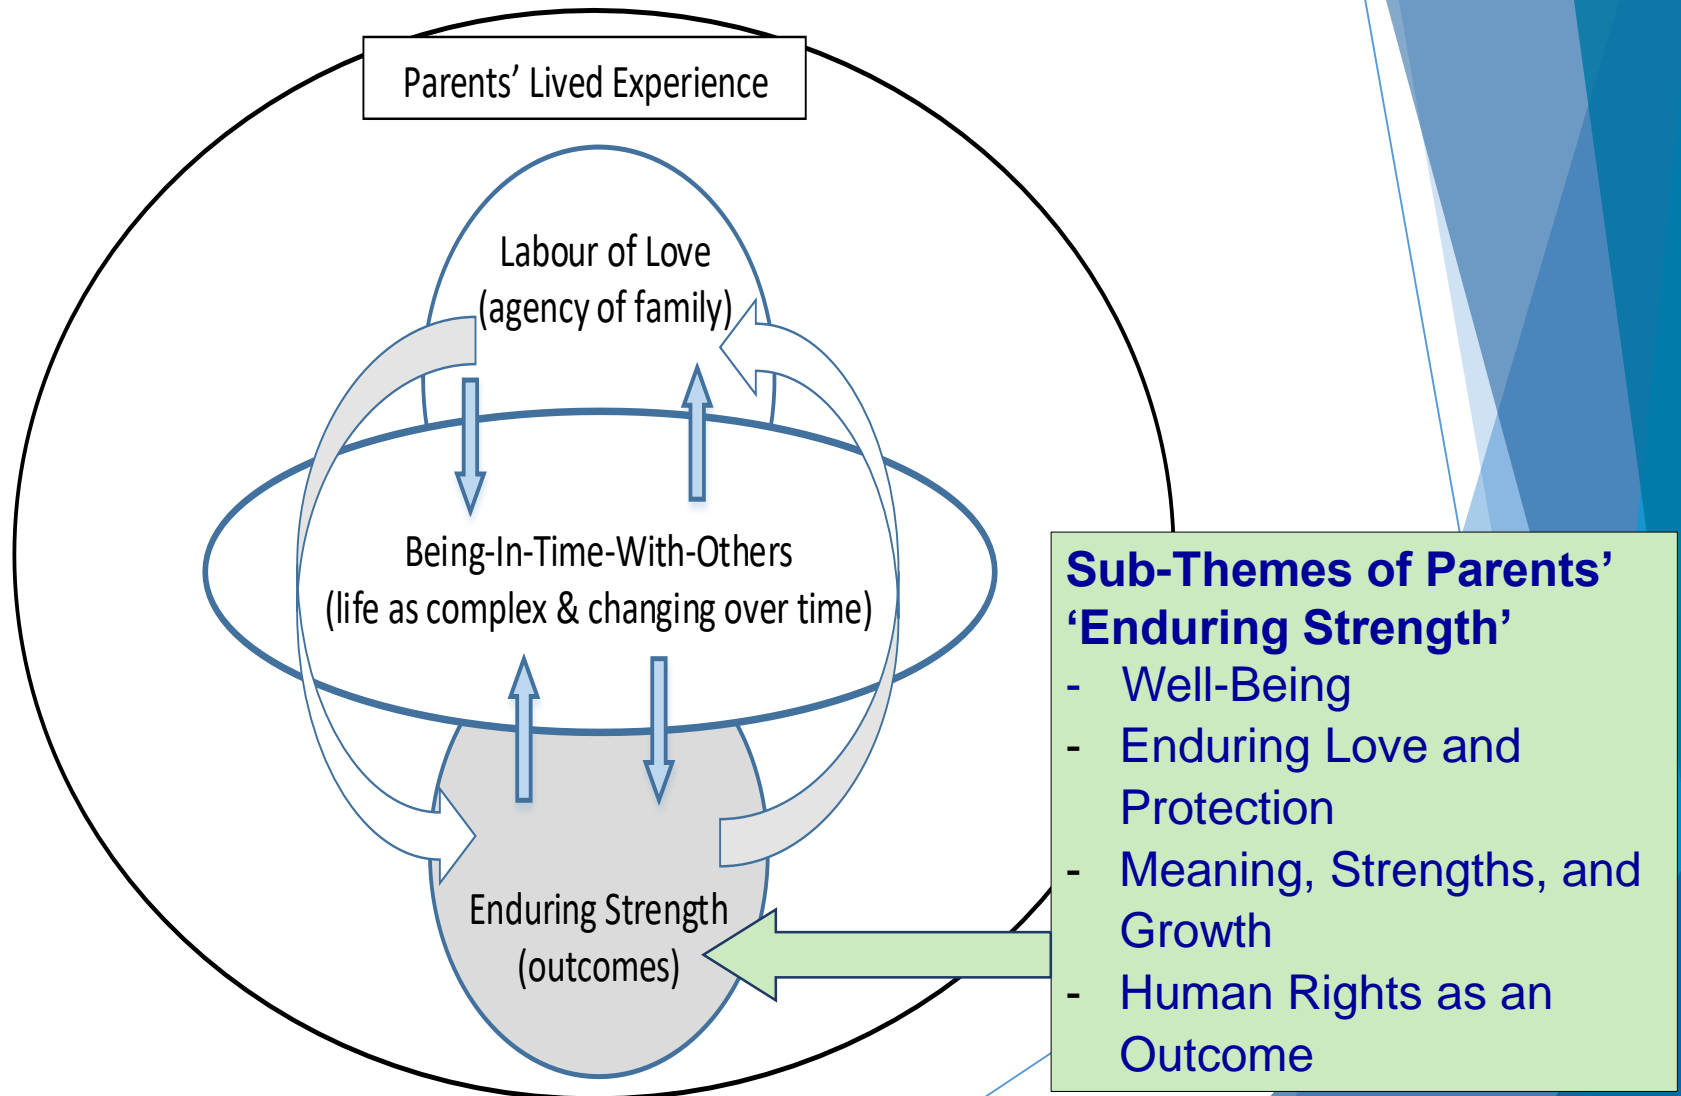 Parents’ Lived Experience
Labour of Love
(agency of family)
Being-In-Time-With-Others
(life as complex & changing over time)
Enduring Strength
(outcomes)
Sub-Themes of Parents’
‘Enduring Strength’
- Well-Being
- Enduring Love and
Protection
- Meaning, Strengths, and
Growth
- Human Rights as an
Outcome